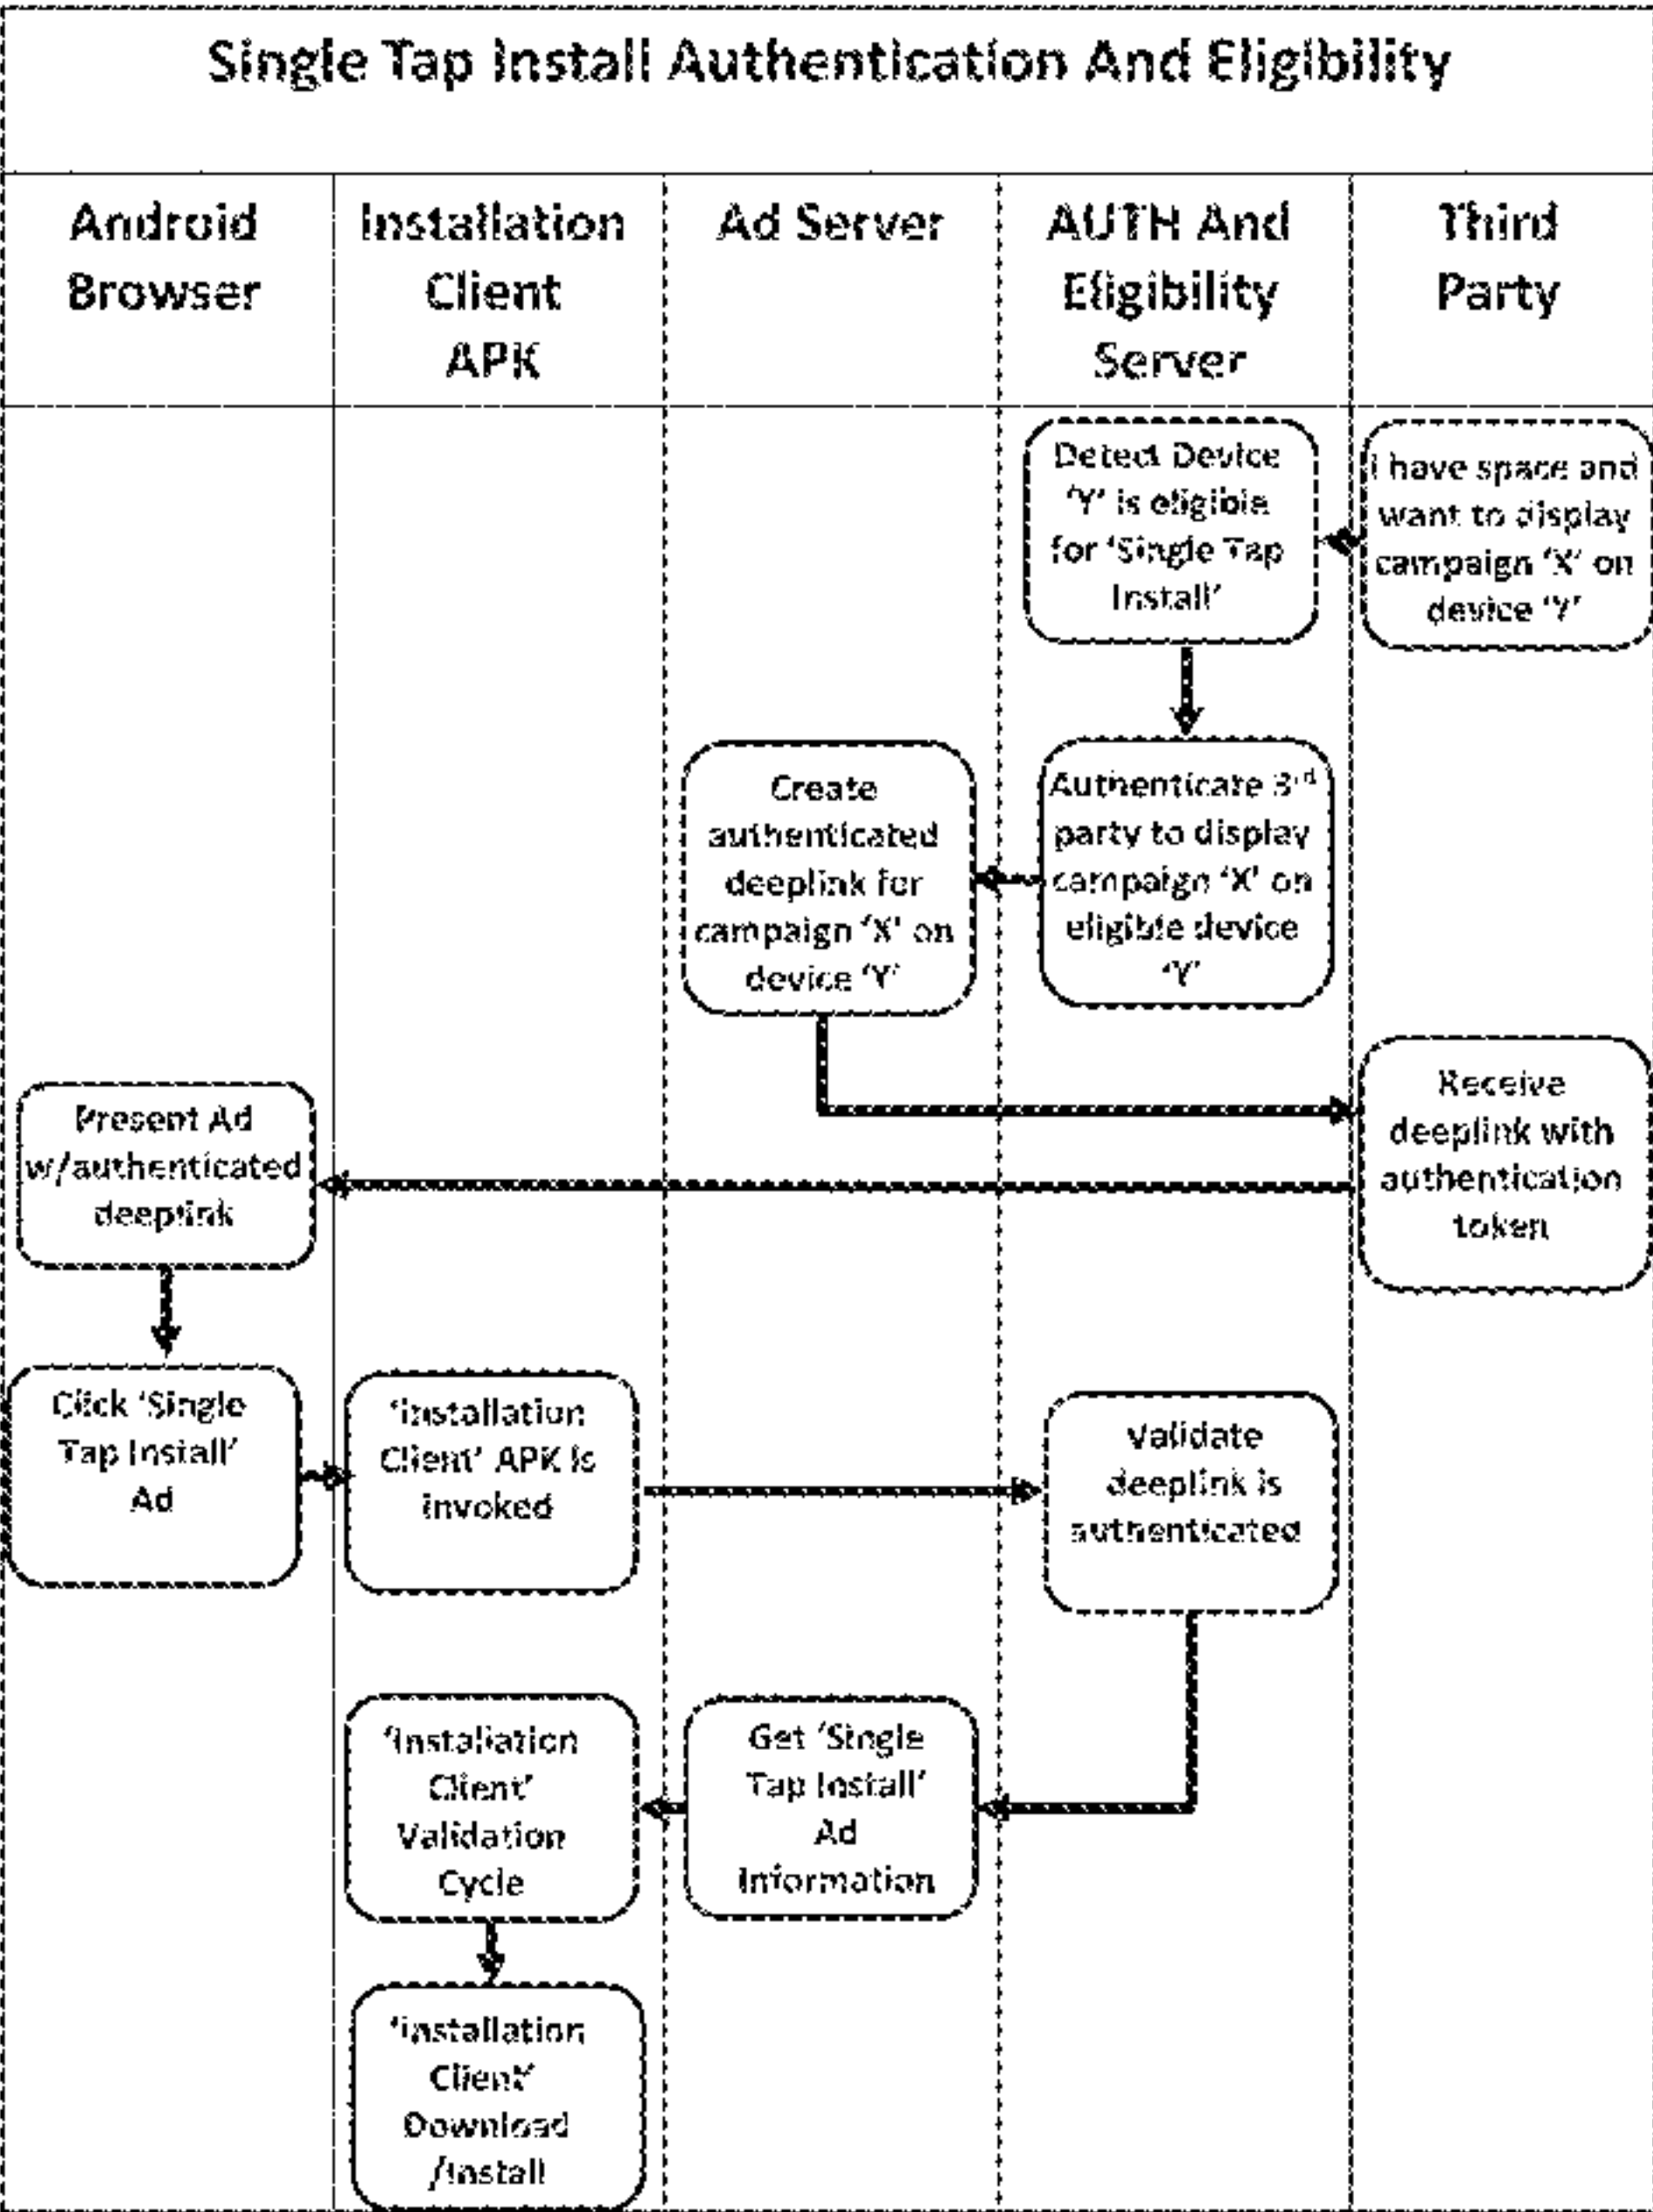 Single Tap Install Authentication And Eligibility
Android
Browser
Installation
Client
APK
Ad Server
AUTH And
Eligibility
Server
Third
Party
Detect Device
‘Y’ is eligible
for ‘Single Tap
Install’
I have space and
want to display
campaign ‘X’ on
device ‘Y’
Create
authenticated
deeplink for
campaign ‘X’ on
device ‘Y’
Authenticate 3rd
party to display
campaign ‘X’ on
eligible device
‘Y’
Receive
deeplink with
authentication
token
Present Ad
w/authenticated
deeplink
Click ‘Single
Tap Install’
Ad
‘Installation
Client’ APK is
invoked
Validate
deeplink is
authenticated
‘Installation
Client’
Validation
Cycle
Get ‘Single
Tap Install’
Ad
Information
‘Installation
Client’
Download
/Install